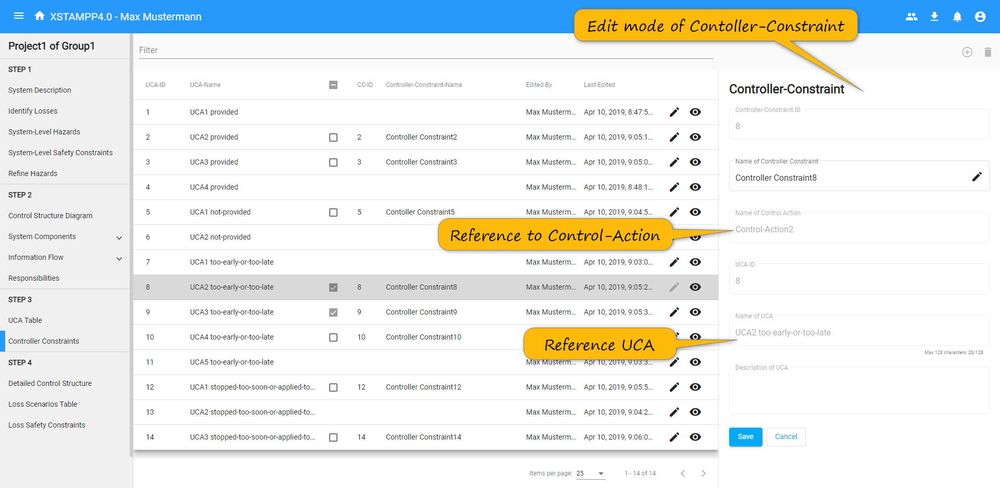 XSTAMPP4.0 - Max Mustermann
Edit mode of Contoller-Constraint
Project1 of Group1
STEP 1
System Description
Identify Losses
System-Level Hazards
System-Level Safety Constraints
Refine Hazards
STEP 2
Control Structure Diagram
System Components
Information Flow
Responsibilities
STEP 3
UCA Table
Controller Constraints
STEP 4
Detailed Control Structure
Loss Scenarios Table
Loss Safety Constraints
Filter
UCA-ID UCA-Name CC-ID Controller-Constraint-Name Edited-By Last-Edited
1 UCA1 provided Max Musterm... Apr 10, 2019, 8:47:5...
2 UCA2 provided 2 Controller Constraint2 Max Musterm... Apr 10, 2019, 9:05:1...
3 UCA3 provided 3 Controller Constraint3 Max Musterm... Apr 10, 2019, 9:05:0...
4 UCA4 provided Max Musterm... Apr 10, 2019, 8:48:1...
5 UCA1 not-provided 5 Contoller Constraint5 Max Musterm... Apr 10, 2019, 9:04:5...
6 UCA2 not-provided
Reference to Control-Action
7 UCA1 too-early-or-too-late Max Musterm... Apr 10, 2019, 9:03:0...
8 UCA2 too-early-or-too-late 8 Controller Constraint8 Max Musterm... Apr 10, 2019, 9:05:2...
9 UCA3 too-early-or-too-late 9 Controller Constraint9 Max Musterm... Apr 10, 2019, 9:05:3...
10 UCA4 too-early-or-too-late 10 Controller Constraint10
Reference UCA
11 UCA5 too-early-or-too-late Max Musterm... Apr 10, 2019, 9:03:3...
12 UCA1 stopped-too-soon-or-applied-to... 12 Controller Constraint12 Max Musterm... Apr 10, 2019, 9:05:5...
13 UCA2 stopped-too-soon-or-applied-to... Max Musterm... Apr 10, 2019, 9:04:2...
14 UCA3 stopped-too-soon-or-applied-to... 14 Controller Constraint14 Max Musterm... Apr 10, 2019, 9:06:0...
Items per page: 25 1 - 14 of 14
Controller-Constraint
Controller-Constraint ID
8
Name of Controller Constraint
Controller Constraint8
Name of Control Action
Control-Action2
UCA ID
8
Name of UCA
UCA2 too-early-or-too-late
Max 128 characters: 26/128
Description of UCA
Save Cancel